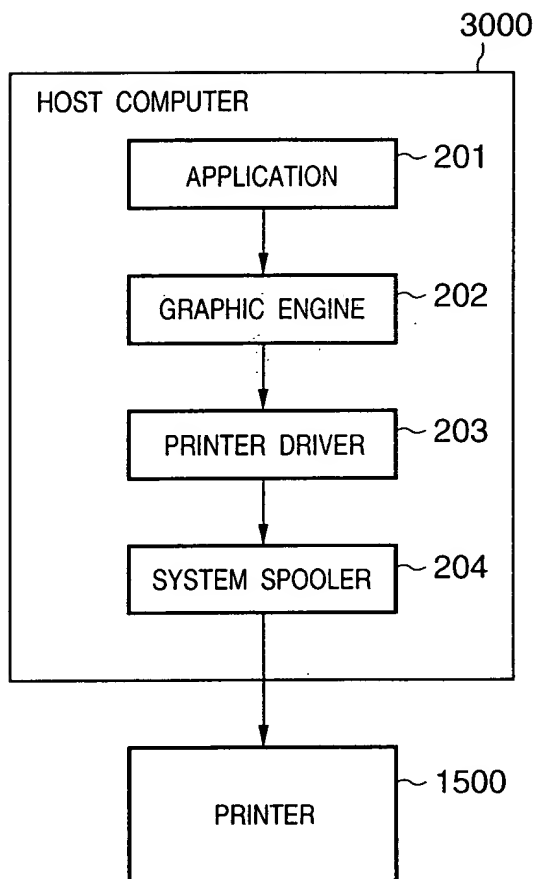 3000
HOST COMPUTER
APPLICATION
201
GRAPHIC ENGINE
202
PRINTER DRIVER
203
SYSTEM SPOOLER
204
PRINTER
1500